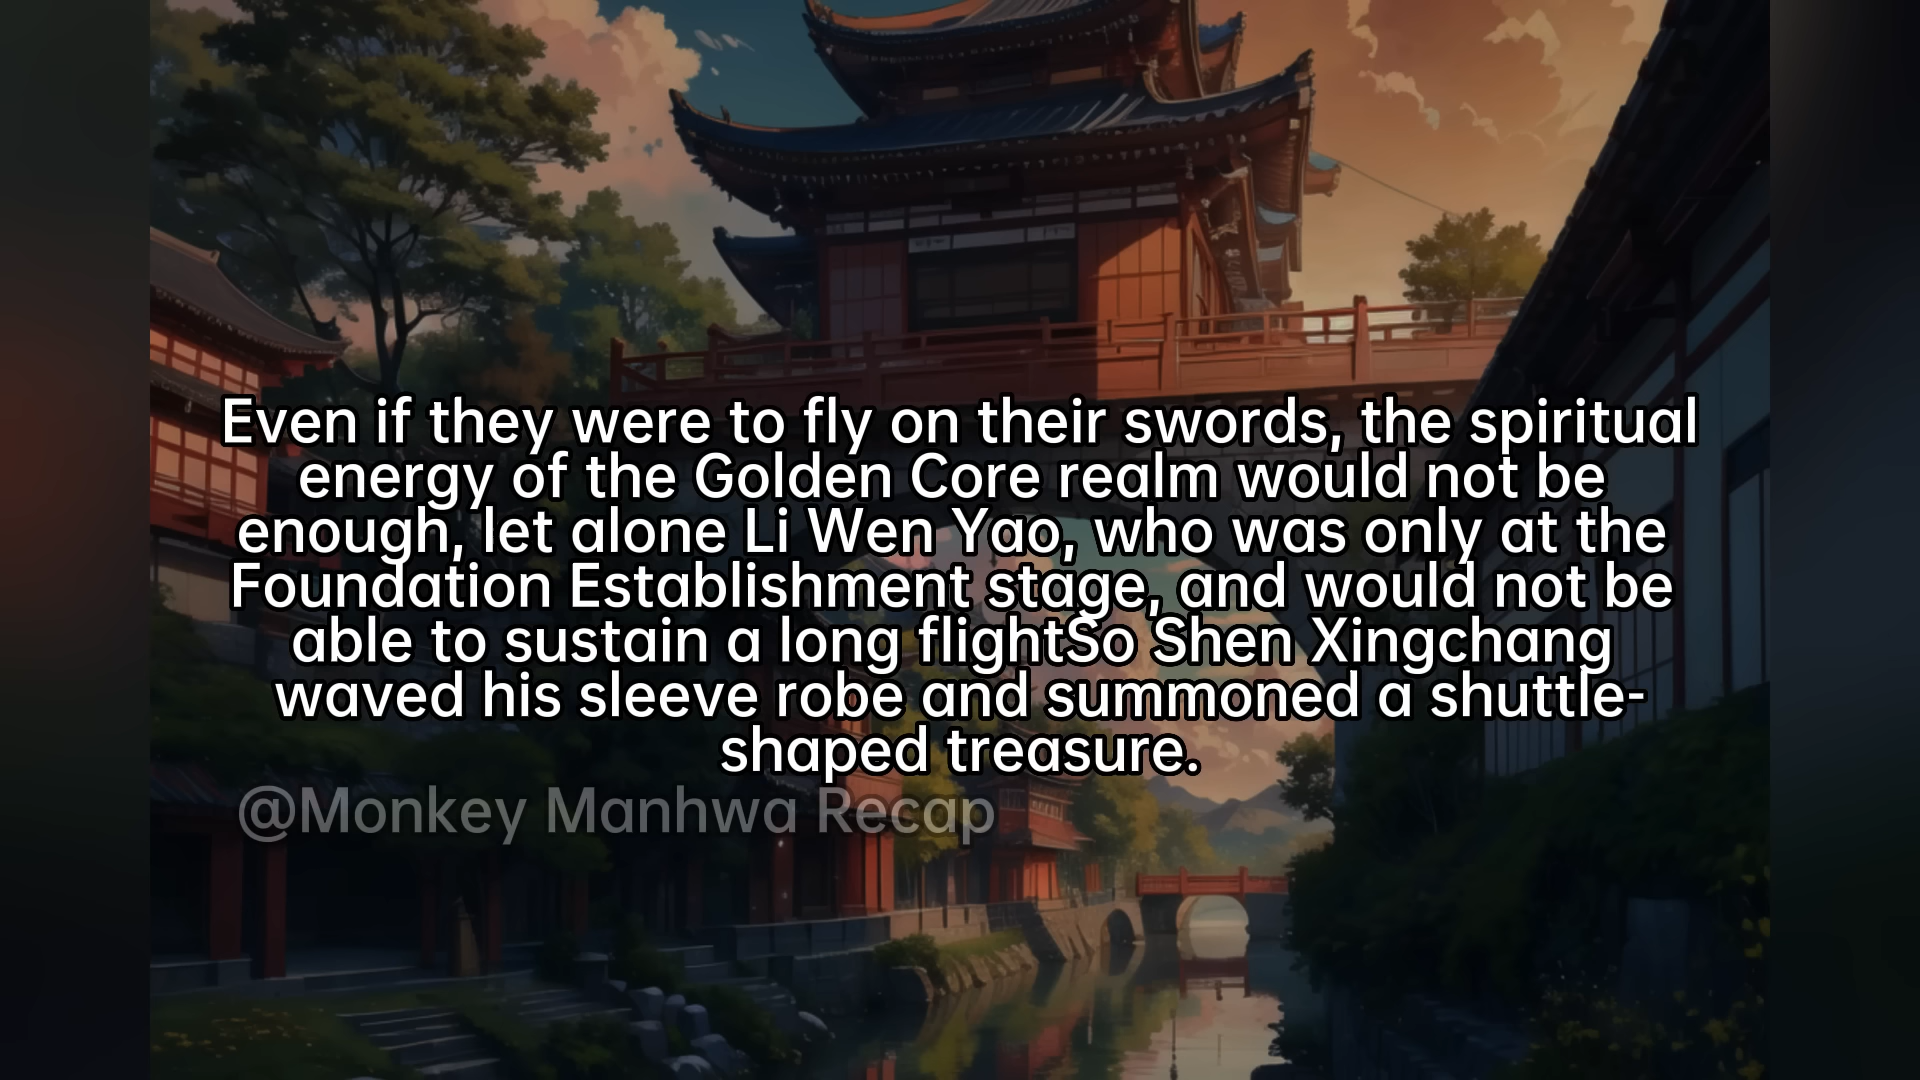 Even if they were to fly on their swords, the spiritual
energy of the Golden Core realm would not be
enough, let alone Li Wen Yao, who was only at the
Foundation Establishment stage, and would not be
able to sustain a long flightSo Shen Xingchang
waved his sleeve robe and summoned a shuttle-
shaped treasure.
@Monkey Manhwa Recap